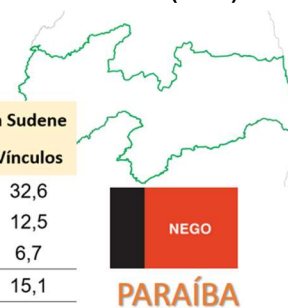 Sudene
Vínculos
32,6
12,5
6,7
15,1
NEGO
PARAÍBA